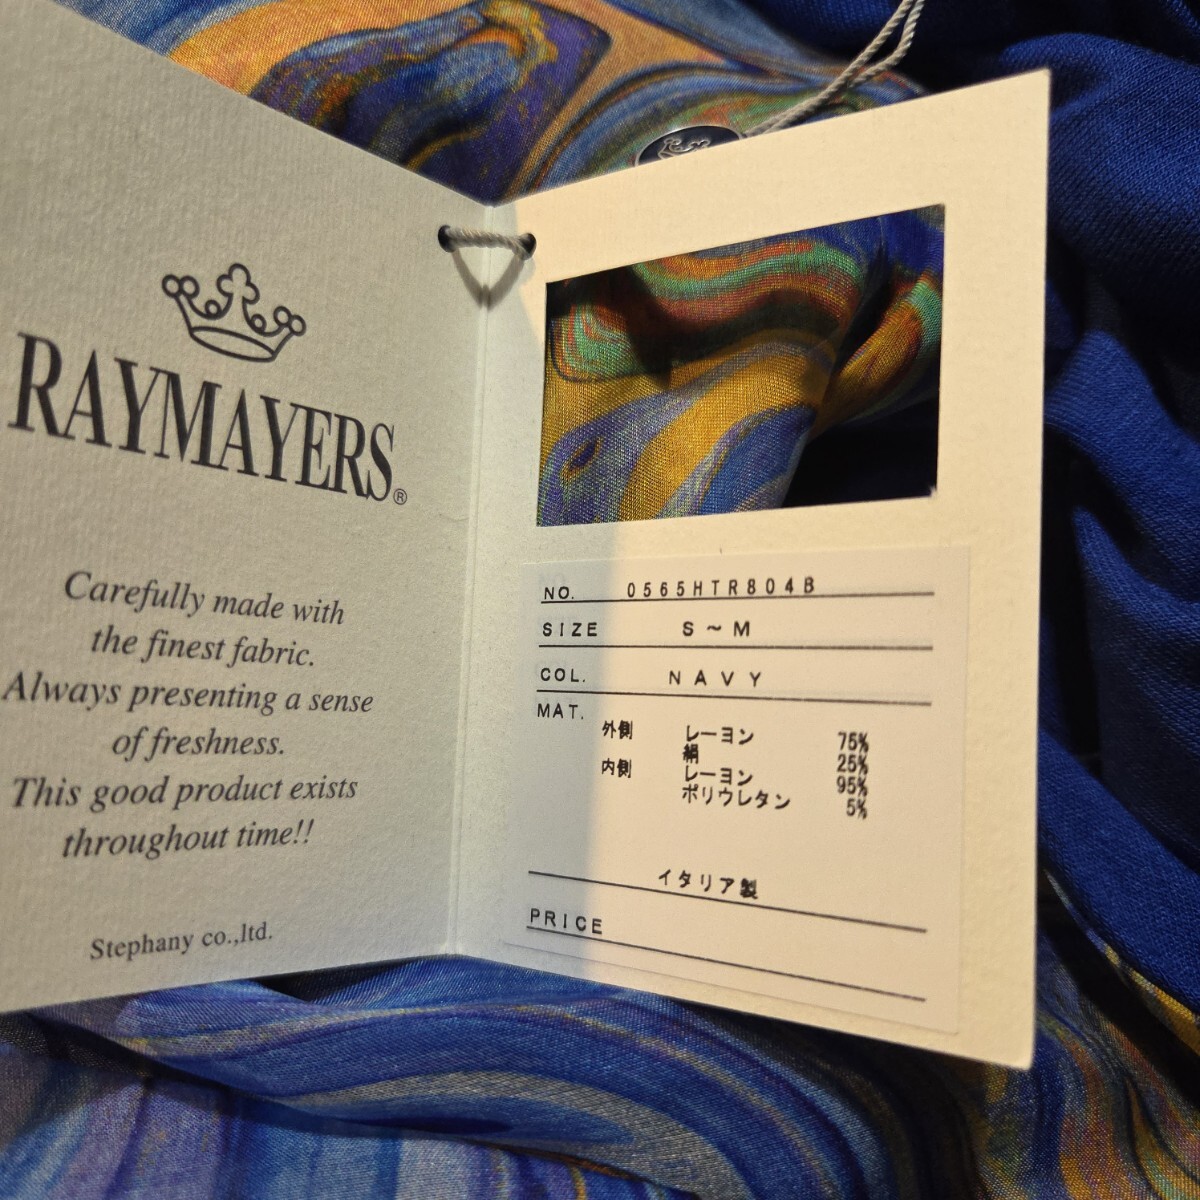 RAYMAYERS®
Carefully made with
the finest fabric.
Always presenting a sense
of freshness.
This good product exists
throughout time!!
Stephany co.,ltd.
NO. 0565HTR804B
SIZE S～M
COL. NAVY
MAT.
外側 レーヨン 75%
絹 25%
内側 レーヨン 95%
ポリウレタン 5%
イタリア製
PRICE